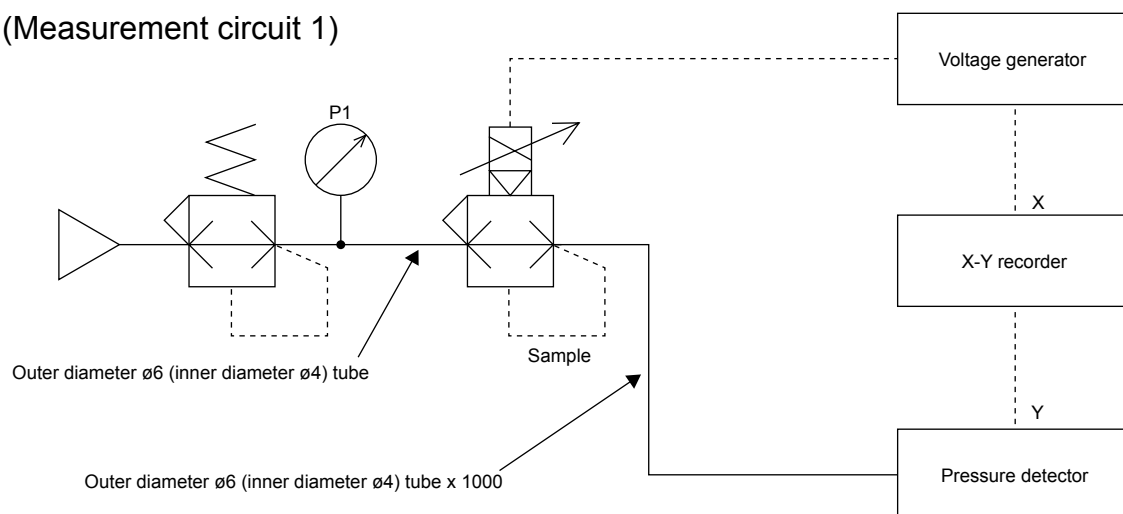 (Measurement circuit 1)
Voltage generator
P1
X
X-Y recorder
Sample
Outer diameter ø6 (inner diameter ø4) tube
Y
Outer diameter ø6 (inner diameter ø4) tube x 1000
Pressure detector